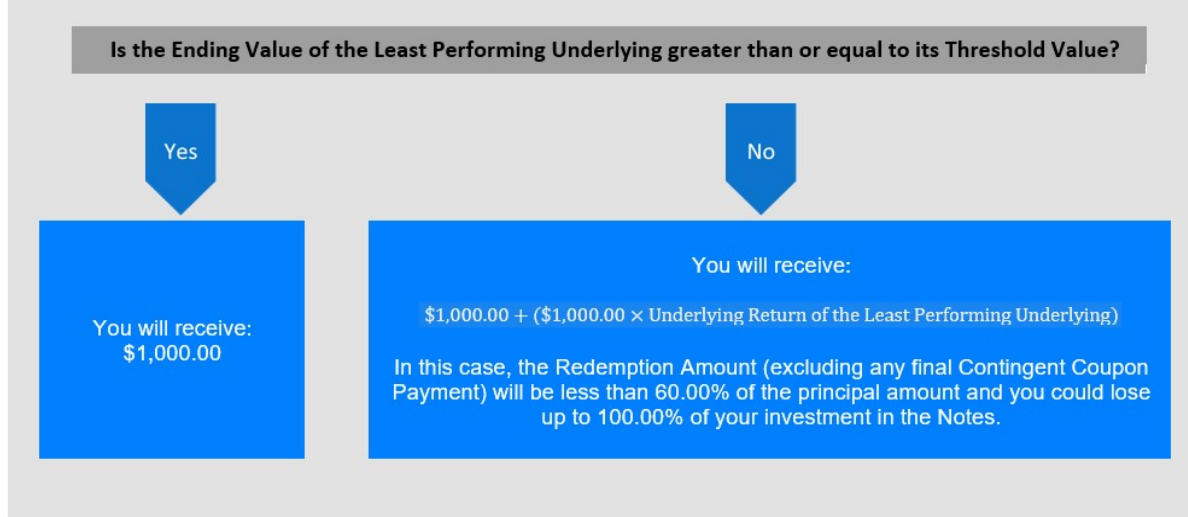 Is the Ending Value of the Least Performing Underlying greater than or equal to its Threshold Value?
Yes
No
You will receive:
$1,000.00
You will receive:
$1,000.00 + ($1,000.00 × Underlying Return of the Least Performing Underlying)
In this case, the Redemption Amount (excluding any final Contingent Coupon
Payment) will be less than 60.00% of the principal amount and you could lose
up to 100.00% of your investment in the Notes.